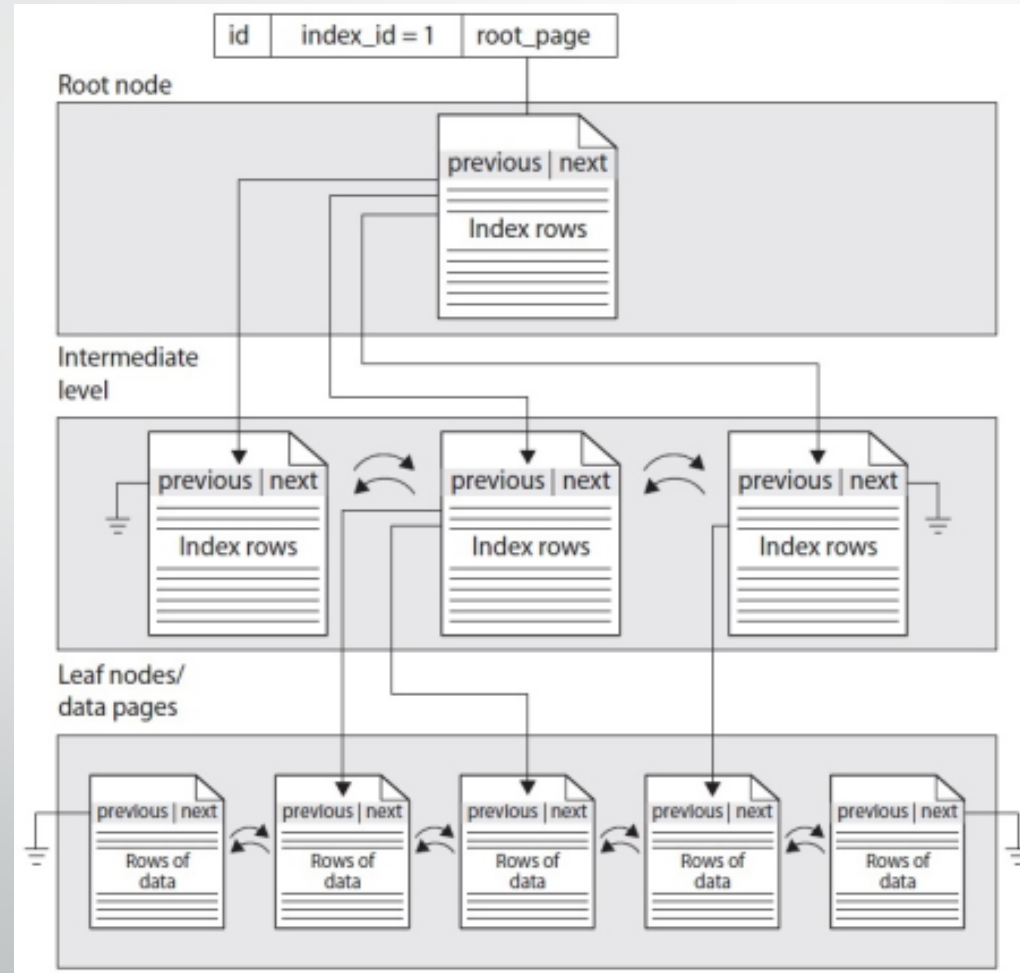 id | index_id = 1 | root_page
Root node
previous | next
Index rows
Intermediate
level
previous | next
Index rows
previous | next
Index rows
previous | next
Index rows
Leaf nodes/
data pages
previous | next
Rows of
data
previous | next
Rows of
data
previous | next
Rows of
data
previous | next
Rows of
data
previous | next
Rows of
data